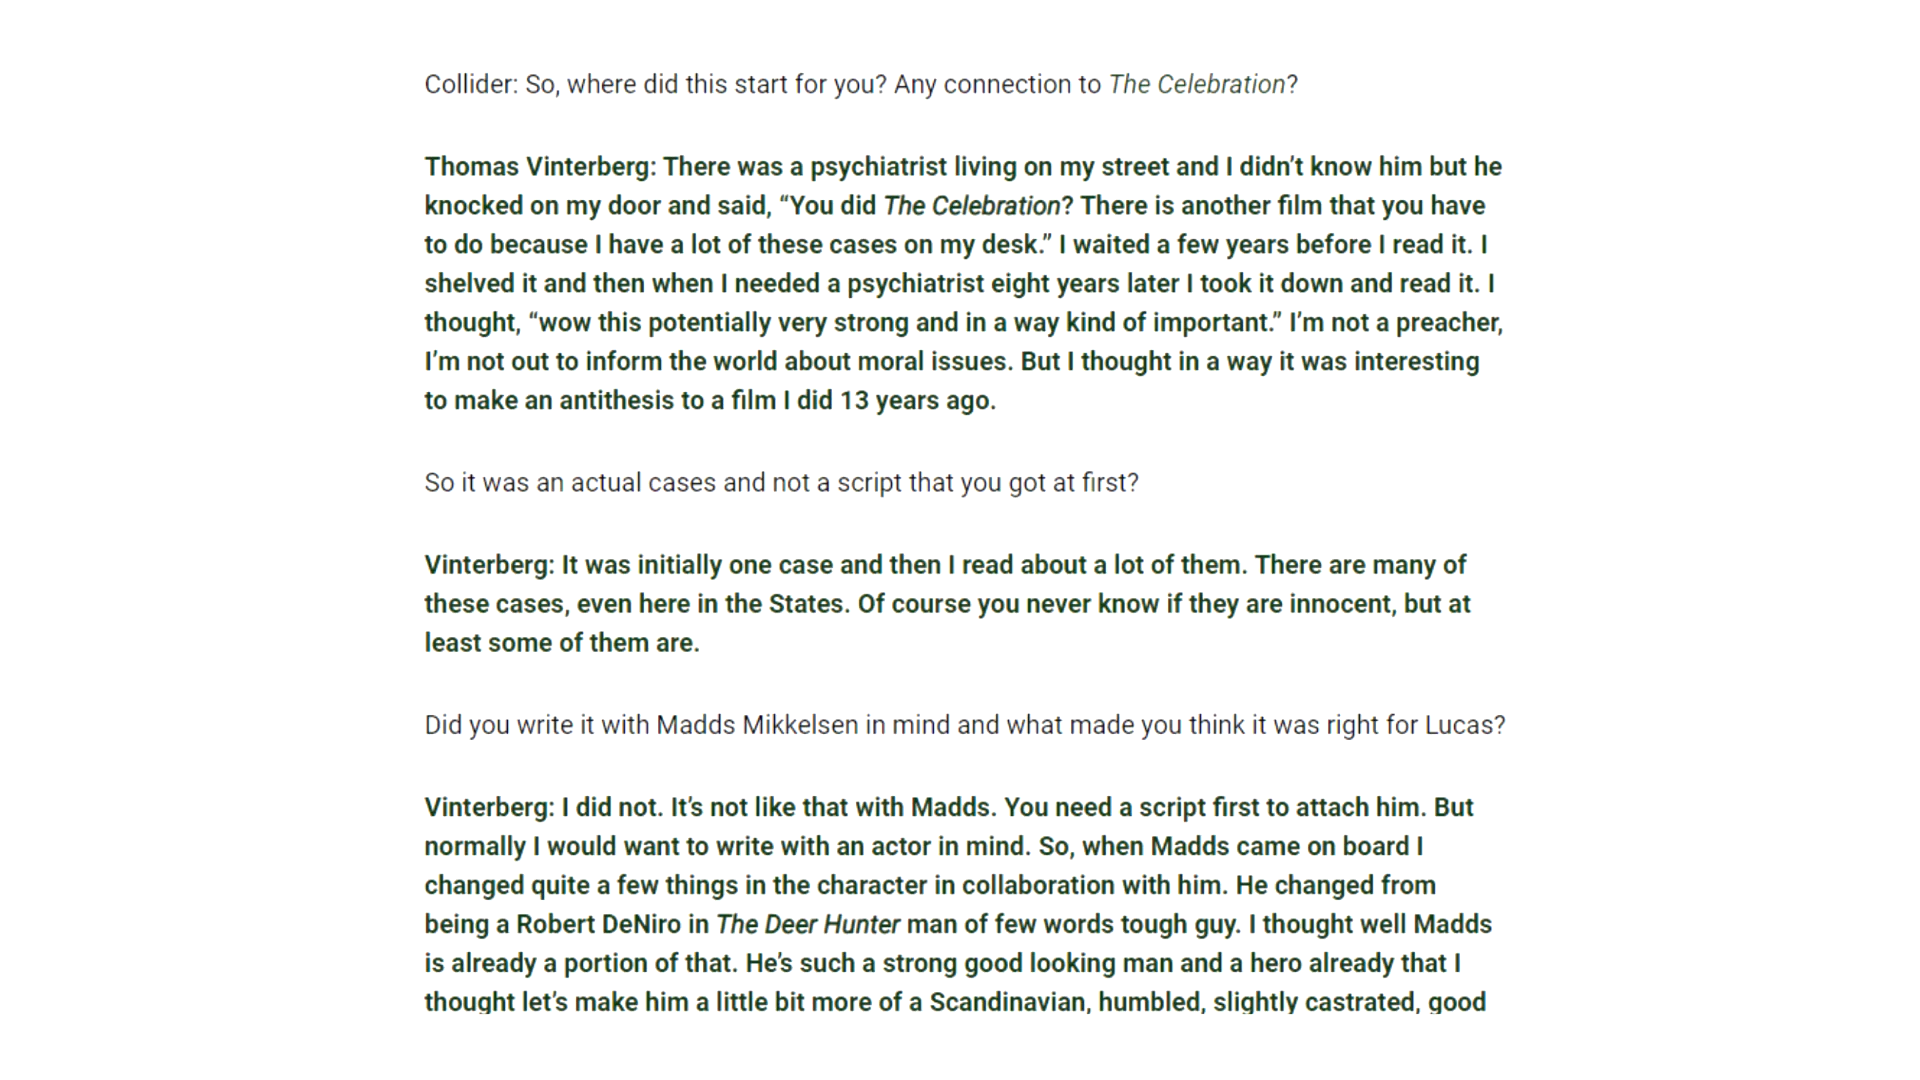 Collider: So, where did this start for you? Any connection to The Celebration?
Thomas Vinterberg: There was a psychiatrist living on my street and I didn’t know him but he
knocked on my door and said, “You did The Celebration? There is another film that you have
to do because I have a lot of these cases on my desk.” I waited a few years before I read it. I
shelved it and then when I needed a psychiatrist eight years later I took it down and read it. I
thought, “wow this potentially very strong and in a way kind of important.” I’m not a preacher,
I’m not out to inform the world about moral issues. But I thought in a way it was interesting
to make an antithesis to a film I did 13 years ago.
So it was an actual cases and not a script that you got at first?
Vinterberg: It was initially one case and then I read about a lot of them. There are many of
these cases, even here in the States. Of course you never know if they are innocent, but at
least some of them are.
Did you write it with Madds Mikkelsen in mind and what made you think it was right for Lucas?
Vinterberg: I did not. It’s not like that with Madds. You need a script first to attach him. But
normally I would want to write with an actor in mind. So, when Madds came on board I
changed quite a few things in the character in collaboration with him. He changed from
being a Robert DeNiro in The Deer Hunter man of few words tough guy. I thought well Madds
is already a portion of that. He’s such a strong good looking man and a hero already that I
thought let’s make him a little bit more of a Scandinavian, humbled, slightly castrated, good